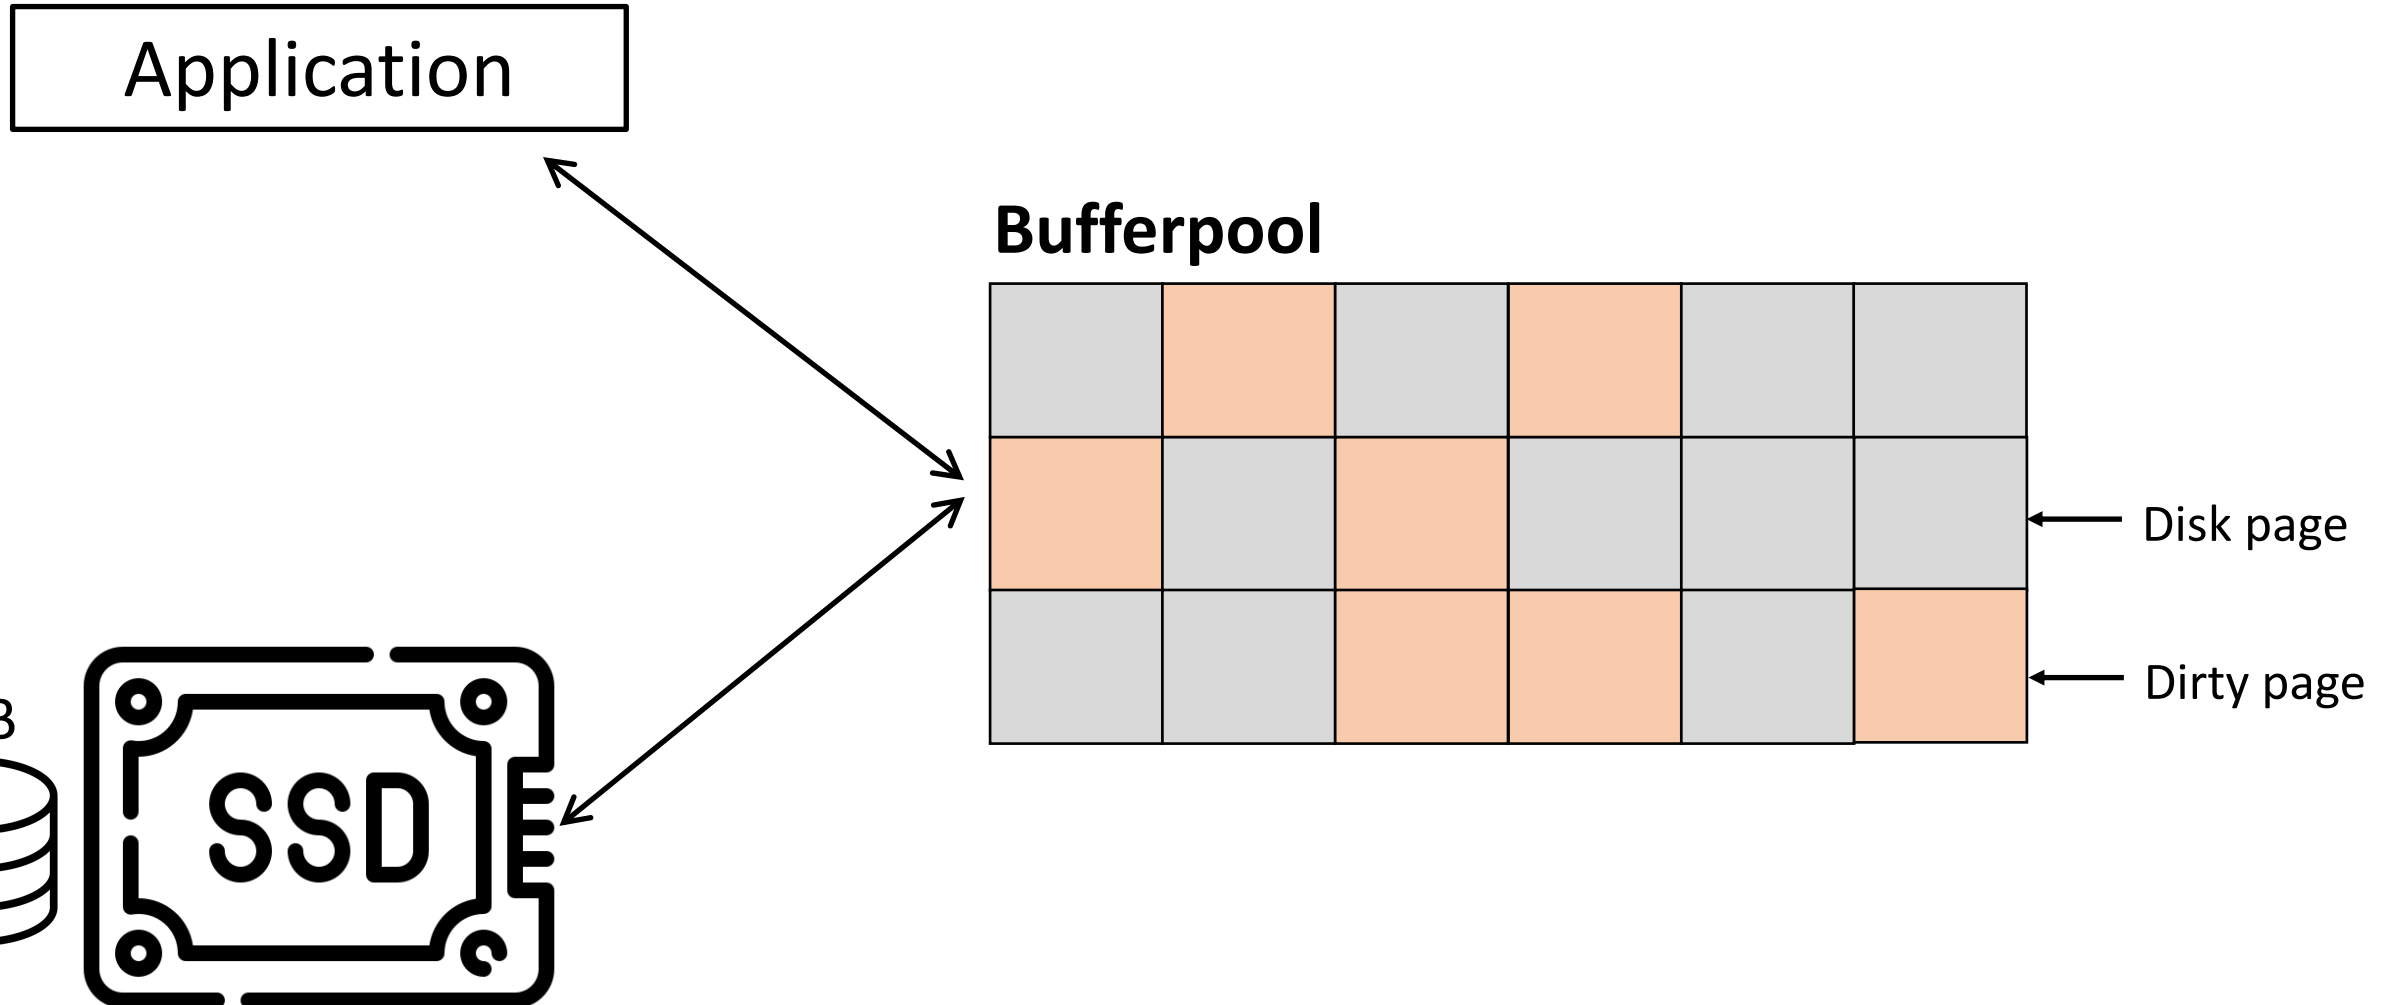 Application
Bufferpool
Disk page
Dirty page
B
SSD